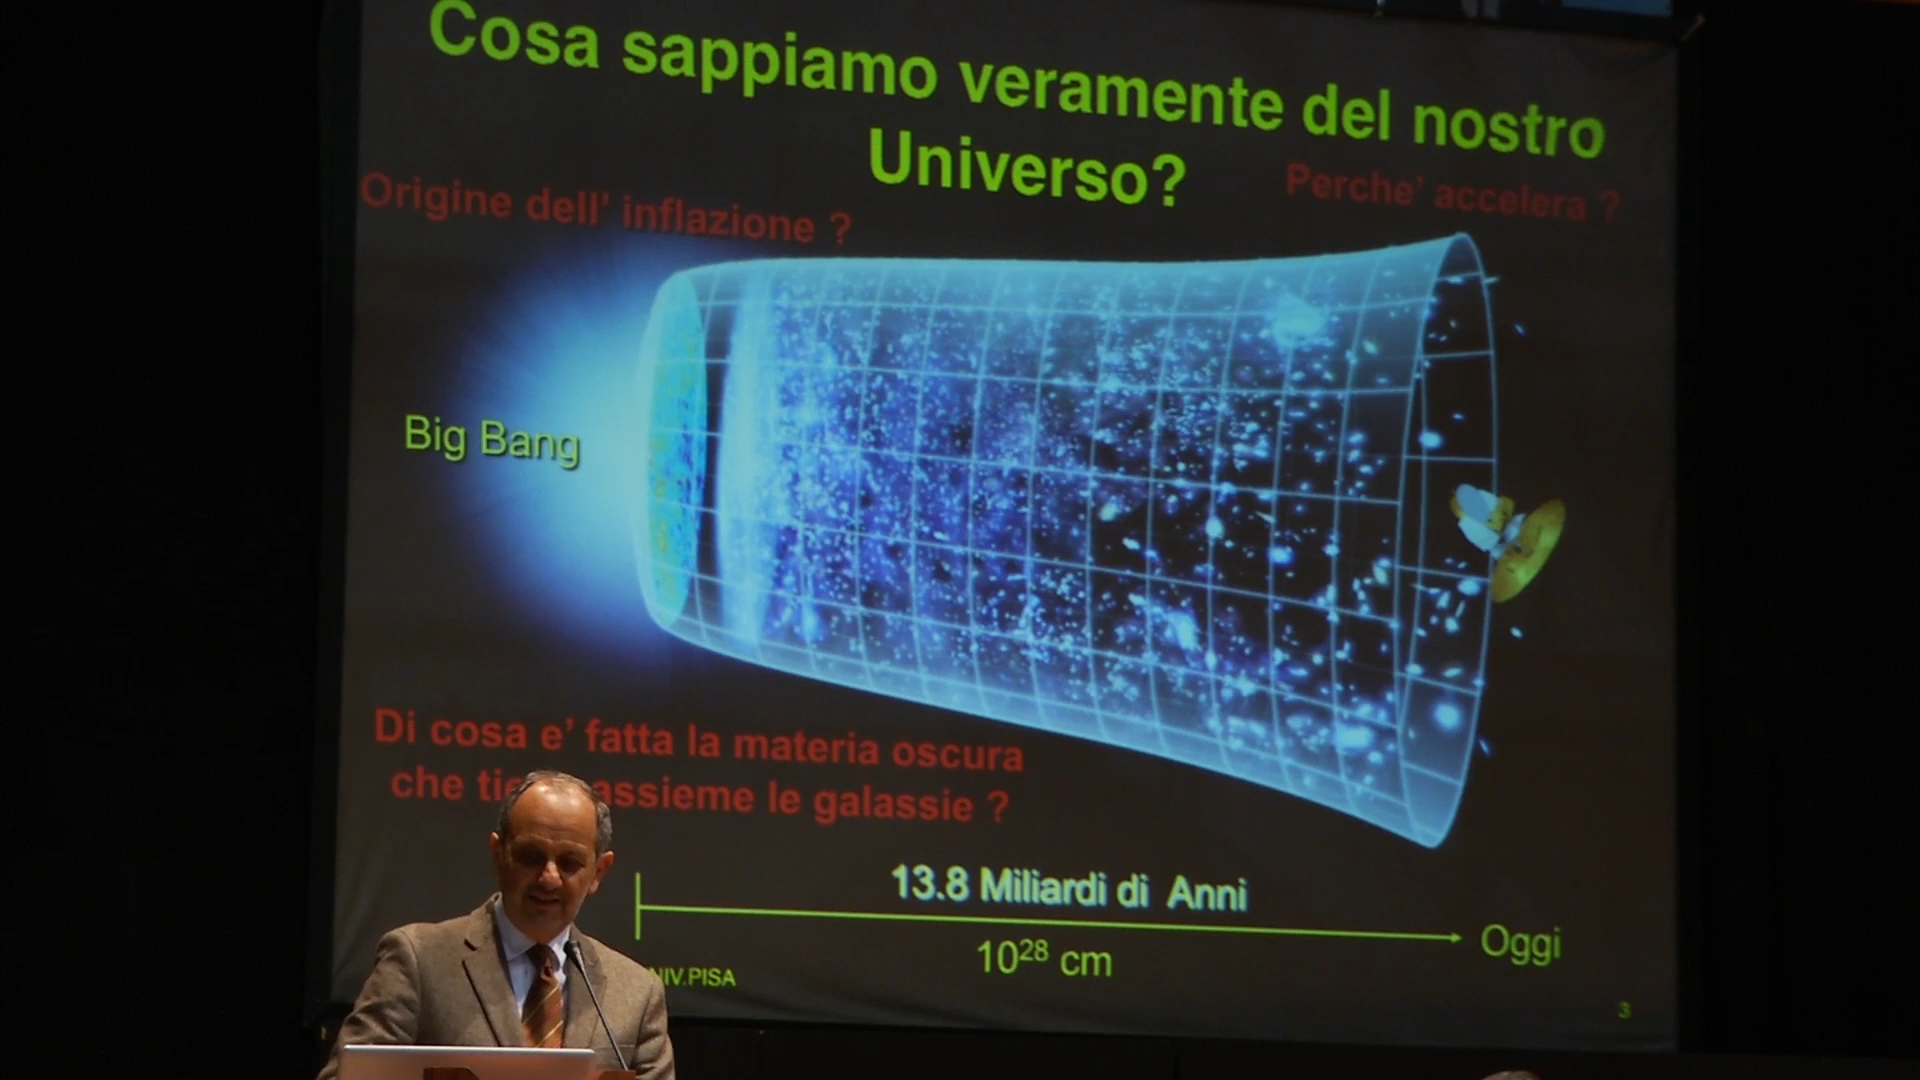 Cosa sappiamo veramente del nostro
Universo?
Origine dell' inflazione ?
Perche' accelera ?
Big Bang
Di cosa e' fatta la materia oscura
che assieme le galassie ?
13.8 Miliardi di Anni
10²⁸ cm
Oggi
NIV.PISA
3